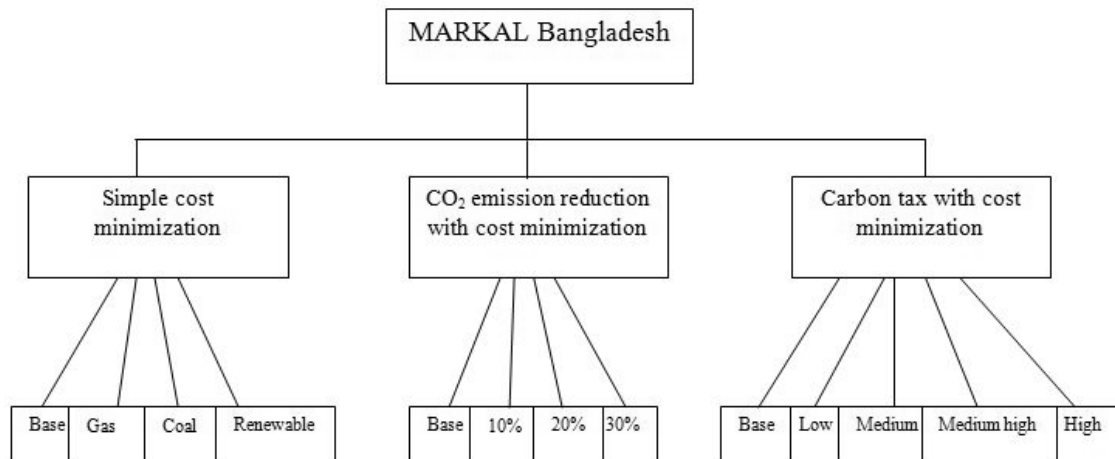 MARKAL Bangladesh
Simple cost
minimization
CO₂ emission reduction
with cost minimization
Carbon tax with cost
minimization
Base Gas Coal Renewable
Base 10% 20% 30%
Base Low Medium Medium high High